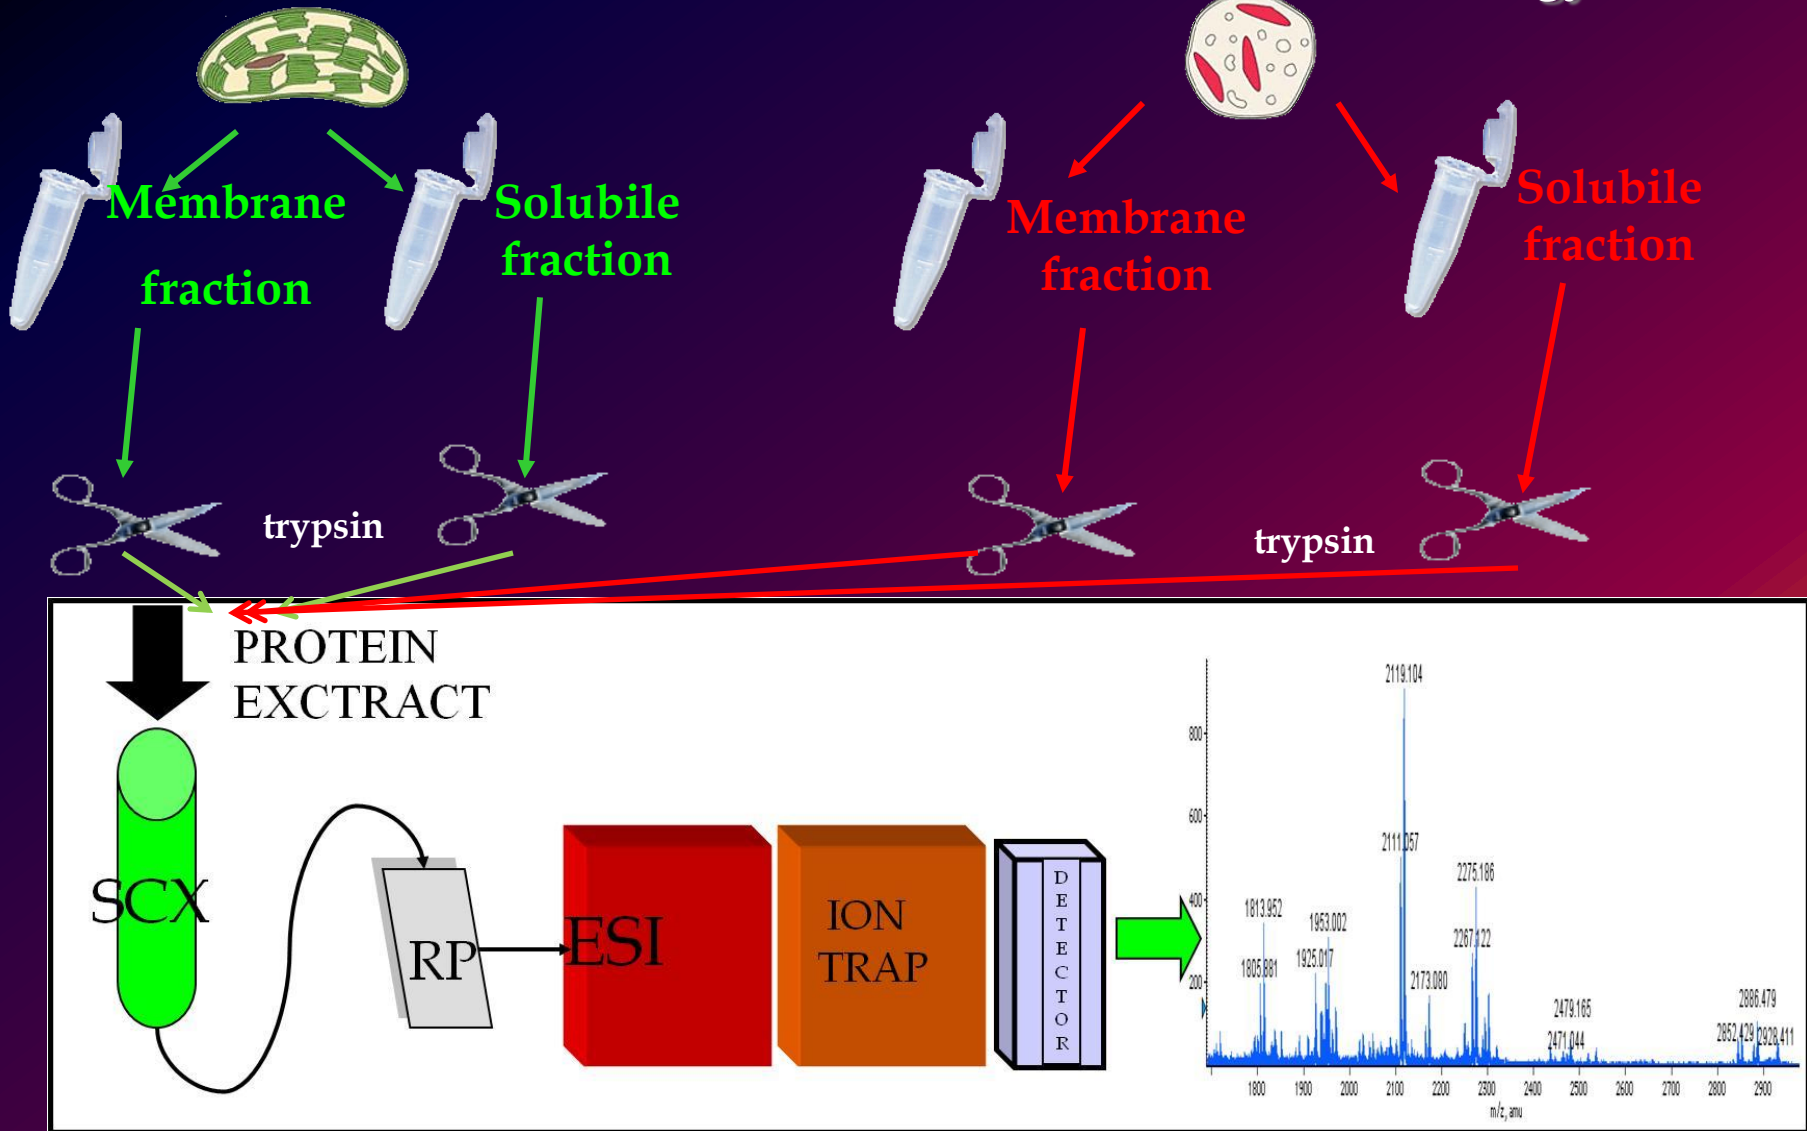 Membrane
fraction
Solubile
fraction
Membrane
fraction
Solubile
fraction
trypsin
trypsin
PROTEIN
EXCTRACT
SCX
RP
ESI
ION
TRAP
DETECTOR
2119.104
2111.057
2275.186
2267.122
1813.952
1953.002
1925.017
1805.881
2173.080
2479.165
2471.044
2886.479
2852.429
2928.411
800
600
400
200
1800 1900 2000 2100 2200 2300 2400 2500 2600 2700 2800 2900
m/z, amu